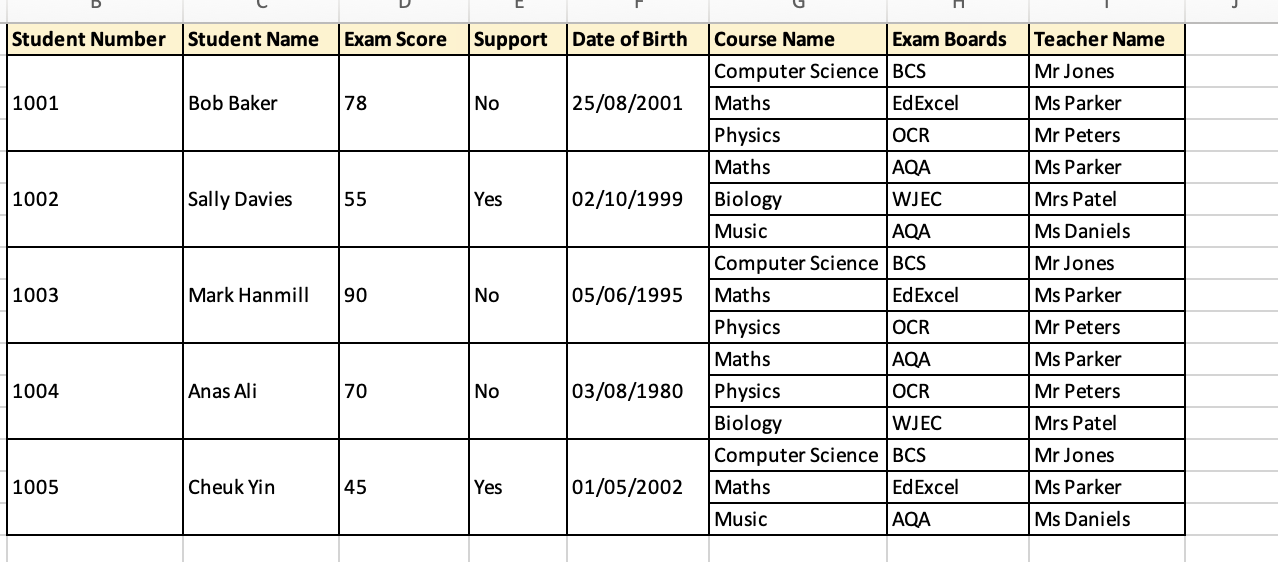 B C D E F G H I J
Student Number Student Name Exam Score Support Date of Birth Course Name Exam Boards Teacher Name
Computer Science BCS Mr Jones
1001 Bob Baker 78 No 25/08/2001 Maths EdExcel Ms Parker
Physics OCR Mr Peters
Maths AQA Ms Parker
1002 Sally Davies 55 Yes 02/10/1999 Biology WJEC Mrs Patel
Music AQA Ms Daniels
Computer Science BCS Mr Jones
1003 Mark Hanmill 90 No 05/06/1995 Maths EdExcel Ms Parker
Physics OCR Mr Peters
Maths AQA Ms Parker
1004 Anas Ali 70 No 03/08/1980 Physics OCR Mr Peters
Biology WJEC Mrs Patel
Computer Science BCS Mr Jones
1005 Cheuk Yin 45 Yes 01/05/2002 Maths EdExcel Ms Parker
Music AQA Ms Daniels